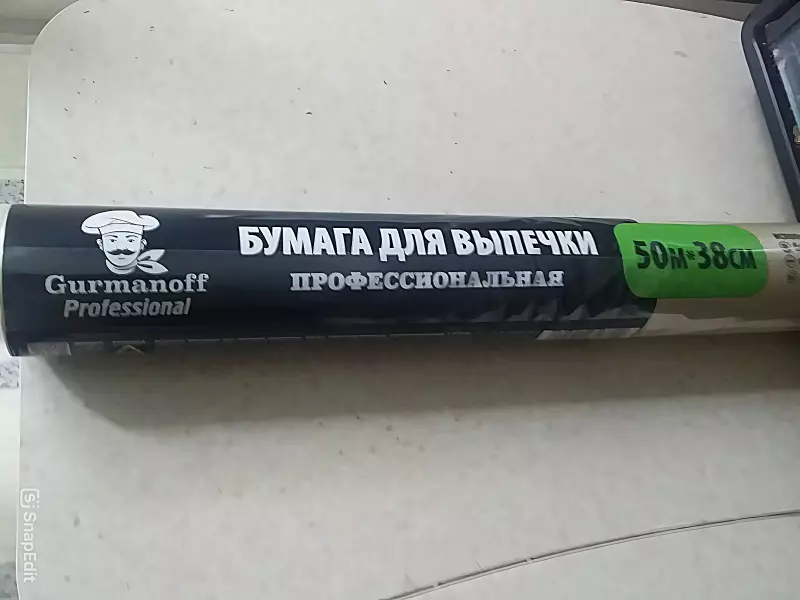 Gurmanoff
Professional
БУМАГА ДЛЯ ВЫПЕЧКИ
ПРОФЕССИОНАЛЬНАЯ
50м*38см
SnapEdit